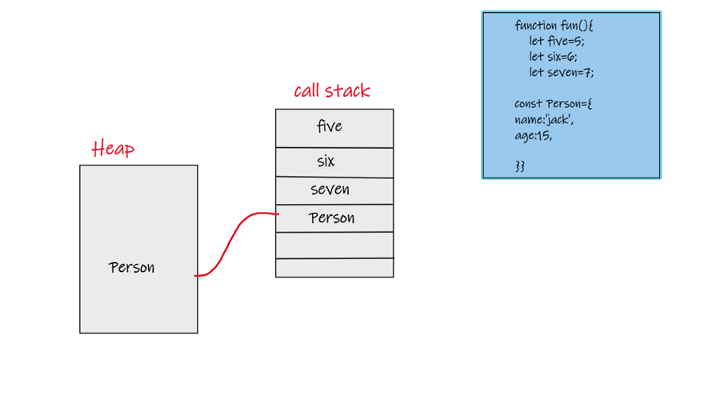 function fun(){
let five=5;
let six=6;
let seven=7;
const Person={
name:'jack',
age:15,
}}
call stack
five
six
seven
Person
Heap
Person